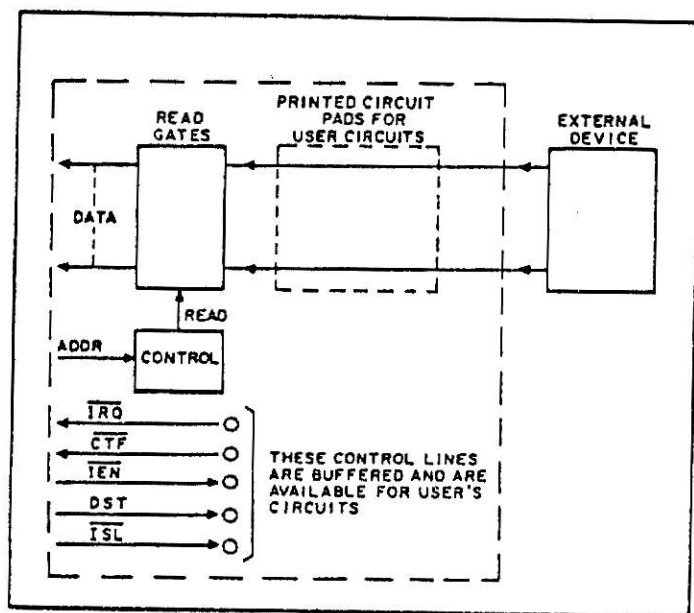 PRINTED CIRCUIT
PADS FOR
USER CIRCUITS
READ
GATES
EXTERNAL
DEVICE
DATA
READ
ADDR
CONTROL
IRQ
CTF
IEN
DST
ISL
THESE CONTROL LINES
ARE BUFFERED AND ARE
AVAILABLE FOR USER'S
CIRCUITS